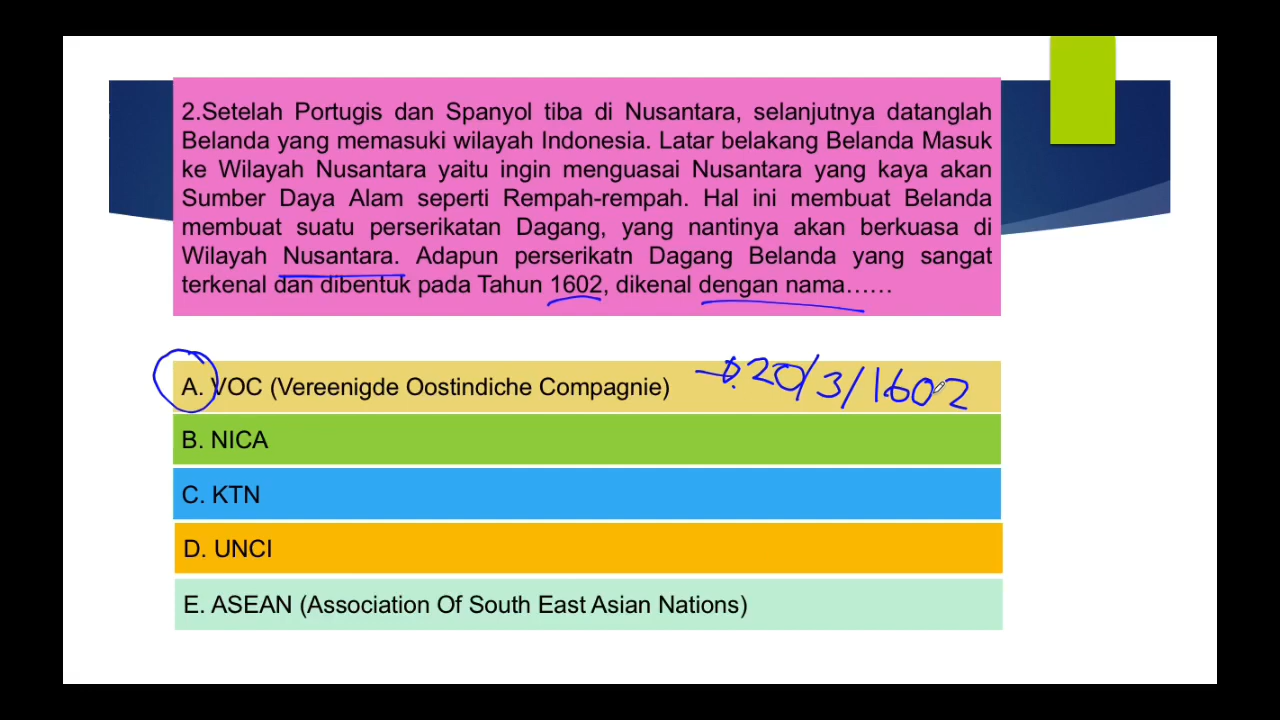 2.Setelah Portugis dan Spanyol tiba di Nusantara, selanjutnya datanglah
Belanda yang memasuki wilayah Indonesia. Latar belakang Belanda Masuk
ke Wilayah Nusantara yaitu ingin menguasai Nusantara yang kaya akan
Sumber Daya Alam seperti Rempah-rempah. Hal ini membuat Belanda
membuat suatu perserikatan Dagang, yang nantinya akan berkuasa di
Wilayah Nusantara. Adapun perserikatn Dagang Belanda yang sangat
terkenal dan dibentuk pada Tahun 1602, dikenal dengan nama……
A. VOC (Vereenigde Oostindiche Compagnie) 20/3/1602
B. NICA
C. KTN
D. UNCI
E. ASEAN (Association Of South East Asian Nations)